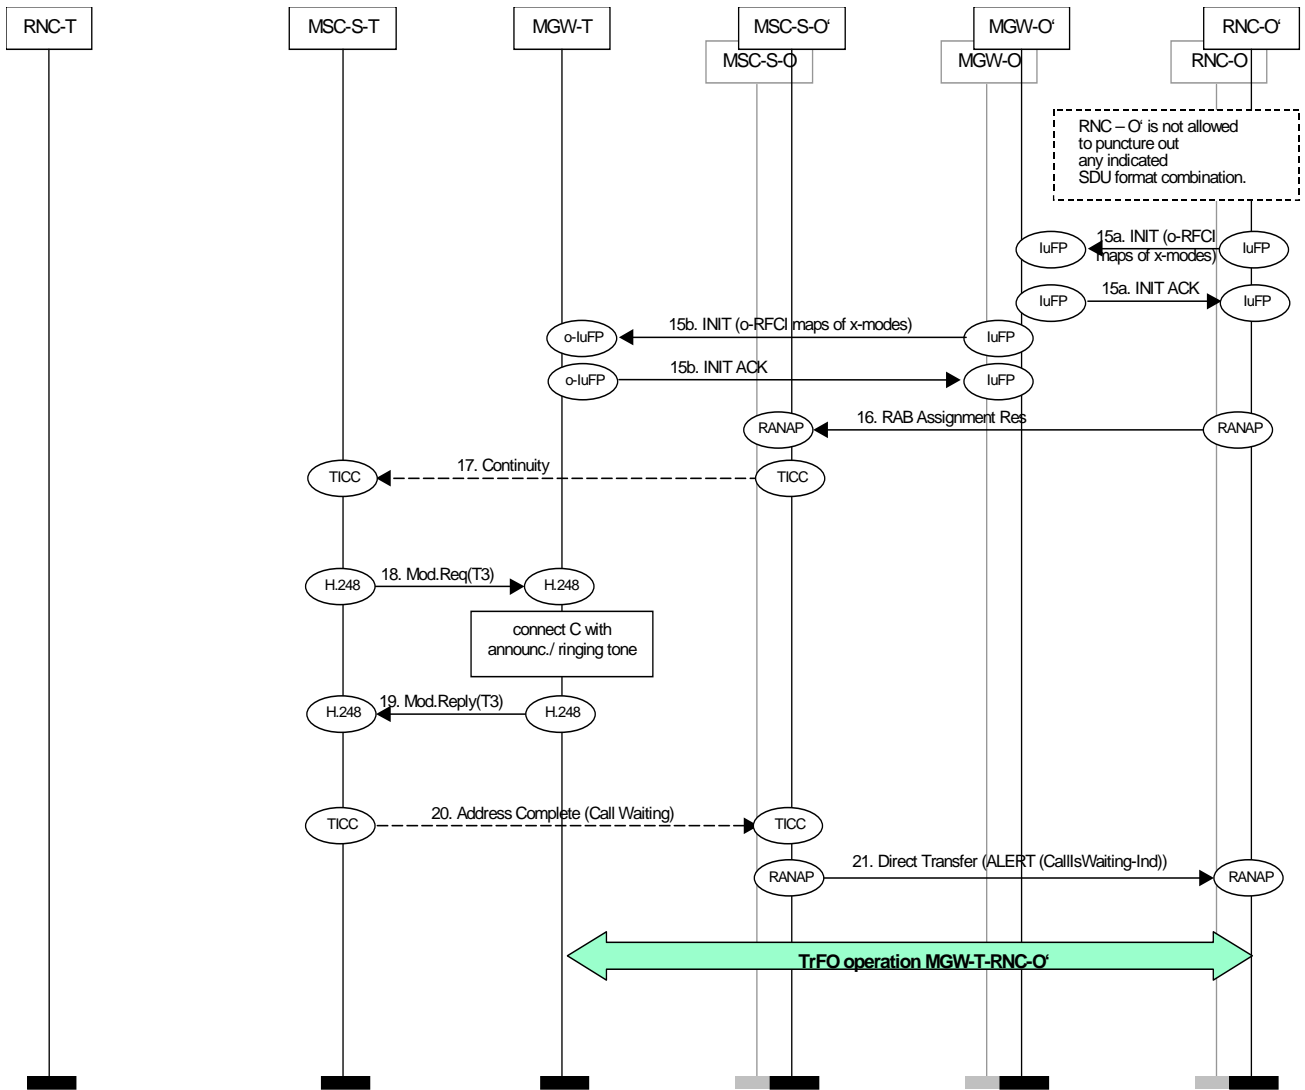 RNC-T
MSC-S-T
MGW-T
MSC-S-O‘
MGW-O‘
RNC-O‘
MSC-S-O
MGW-O
RNC-O
RNC – O‘ is not allowed
to puncture out
any indicated
SDU format combination.
IuFP
15a. INIT (o-RFCI
maps of x-modes)
IuFP
IuFP
15a. INIT ACK
IuFP
o-IuFP
15b. INIT (o-RFCI maps of x-modes)
IuFP
o-IuFP
15b. INIT ACK
IuFP
RANAP
16. RAB Assignment Res
RANAP
TICC
17. Continuity
TICC
H.248
18. Mod.Req(T3)
H.248
connect C with
announc./ ringing tone
H.248
19. Mod.Reply(T3)
H.248
TICC
20. Address Complete (Call Waiting)
TICC
RANAP
21. Direct Transfer (ALERT (CallIsWaiting-Ind))
RANAP
TrFO operation MGW-T-RNC-O‘